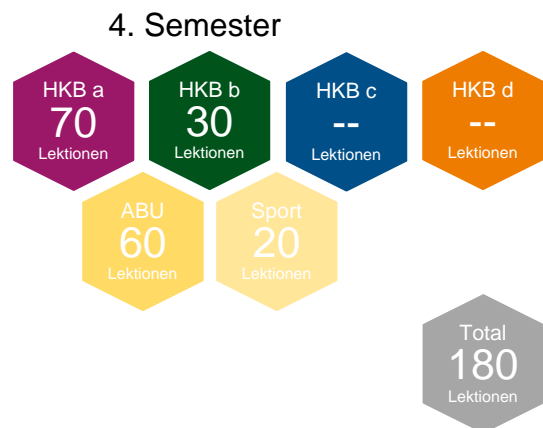 4. Semester
HKB a
70
Lektionen
HKB b
30
Lektionen
HKB c
--
Lektionen
HKB d
--
Lektionen
ABU
60
Lektionen
Sport
20
Lektionen
Total
180
Lektionen